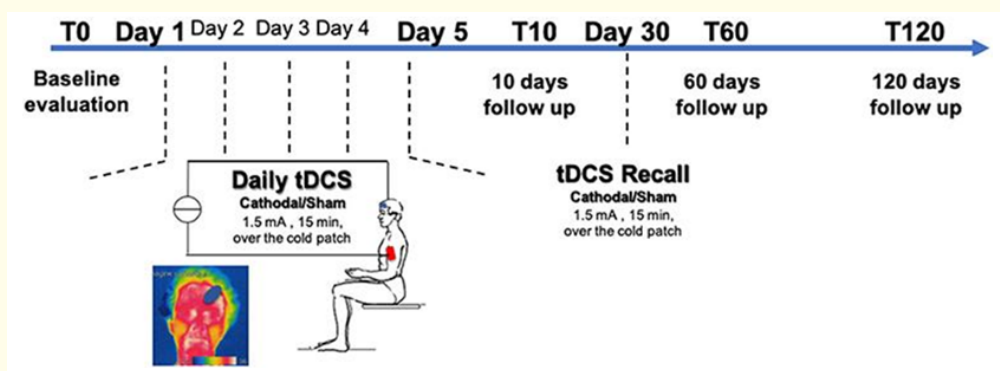 T0 Day 1 Day 2 Day 3 Day 4 Day 5 T10 Day 30 T60 T120
Baseline
evaluation
10 days
follow up
60 days
follow up
120 days
follow up
Daily tDCS
Cathodal/Sham
1.5 mA , 15 min,
over the cold patch
tDCS Recall
Cathodal/Sham
1.5 mA , 15 min,
over the cold patch